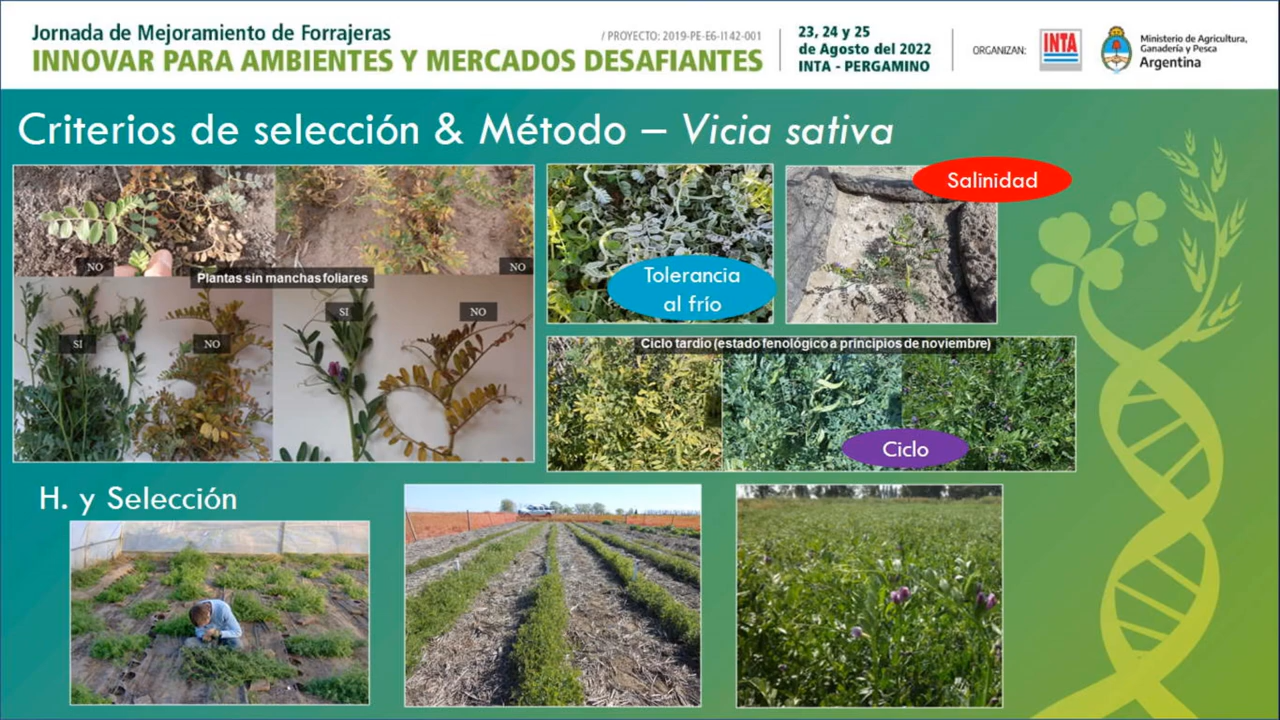 Jornada de Mejoramiento de Forrajeras
/ PROYECTO: 2019-PE-E6-I142-001
INNOVAR PARA AMBIENTES Y MERCADOS DESAFIANTES
23, 24 y 25
de Agosto del 2022
INTA - PERGAMINO
ORGANIZAN:
INTA
Ministerio de Agricultura,
Ganadería y Pesca
Argentina
Criterios de selección & Método – Vicia sativa
NO
NO
Plantas sin manchas foliares
SI
NO
SI
NO
Tolerancia
al frío
Salinidad
Ciclo tardio (estado fenológico a principios de noviembre)
Ciclo
H. y Selección